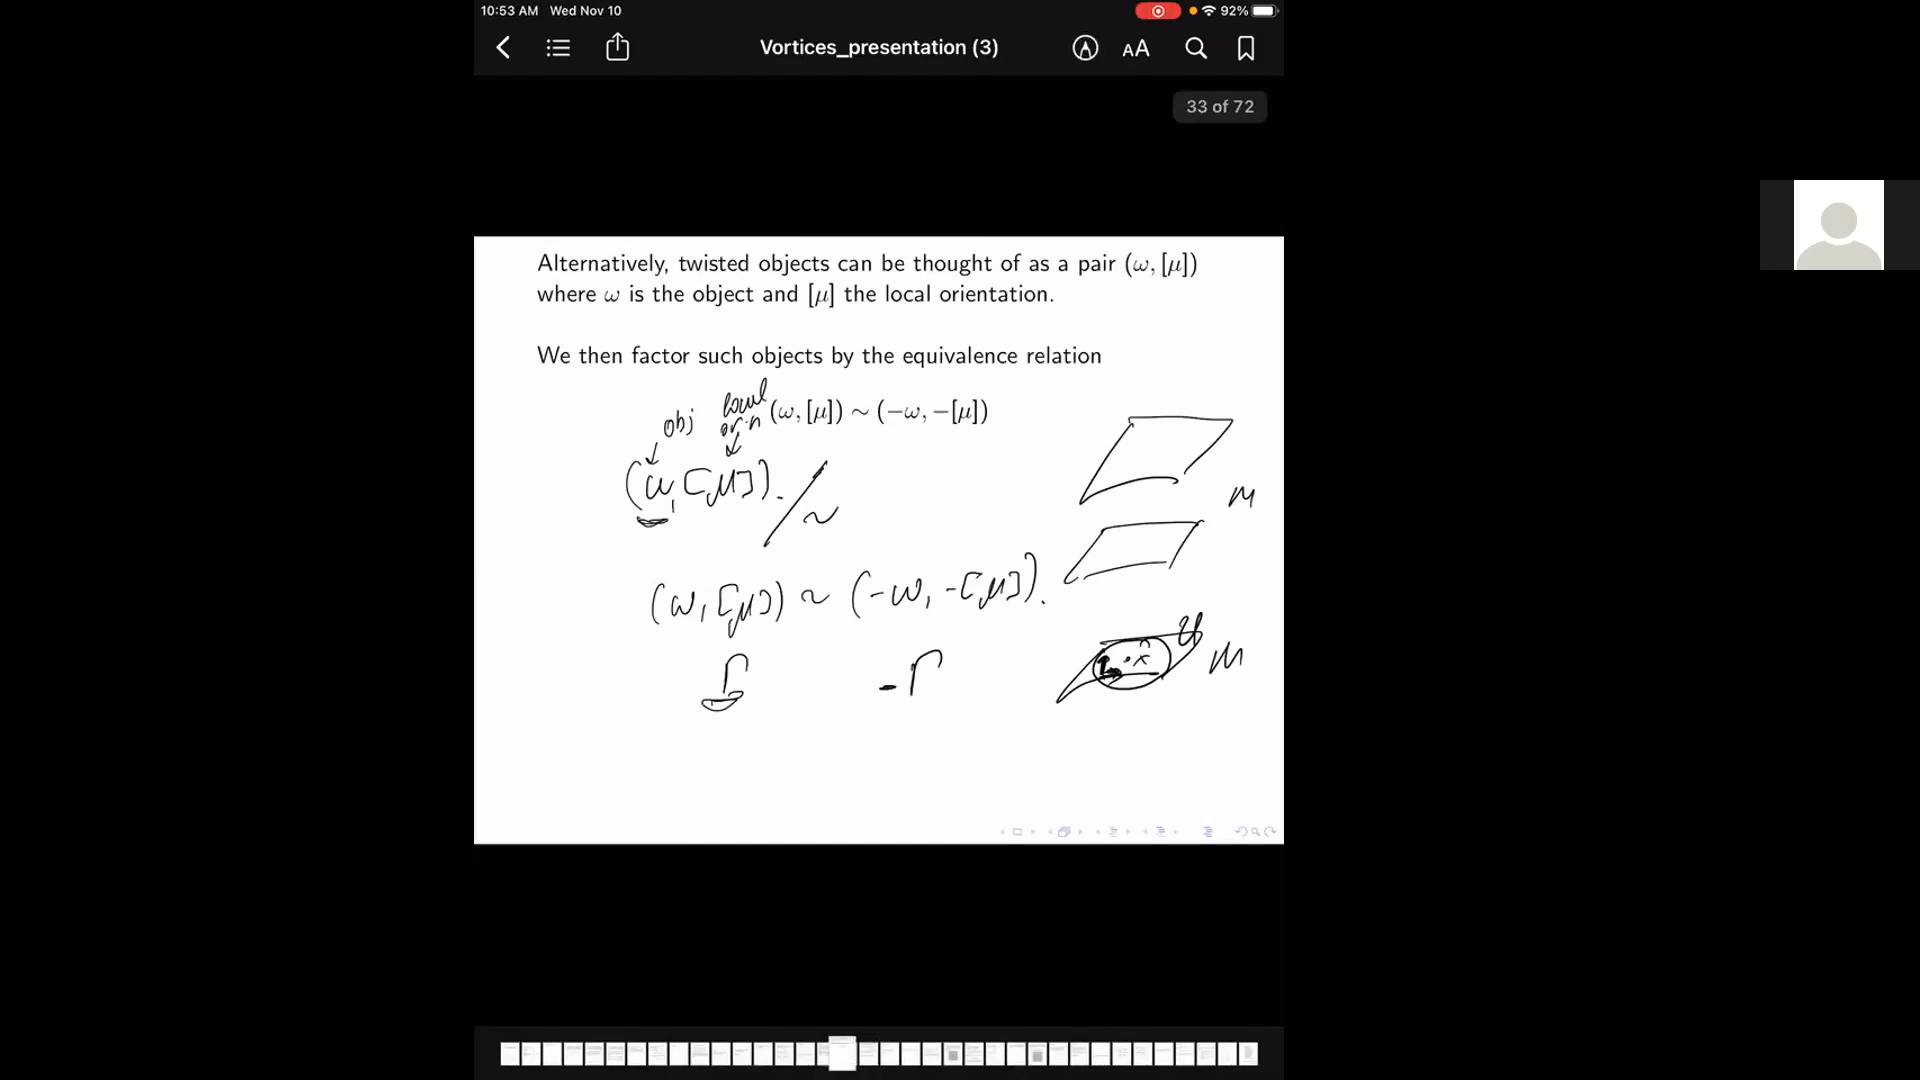 10:53 AM Wed Nov 10
92%
Vortices_presentation (3)
AA
33 of 72
Alternatively, twisted objects can be thought of as a pair (ω, [μ])
where ω is the object and [μ] the local orientation.
We then factor such objects by the equivalence relation
(ω, [μ]) ∼ (−ω, −[μ])
obj
local
or.n
(ω, [μ]). / ~
M
(ω, [μ]) ~ (-ω, -[μ]).
Γ -Γ
x U M